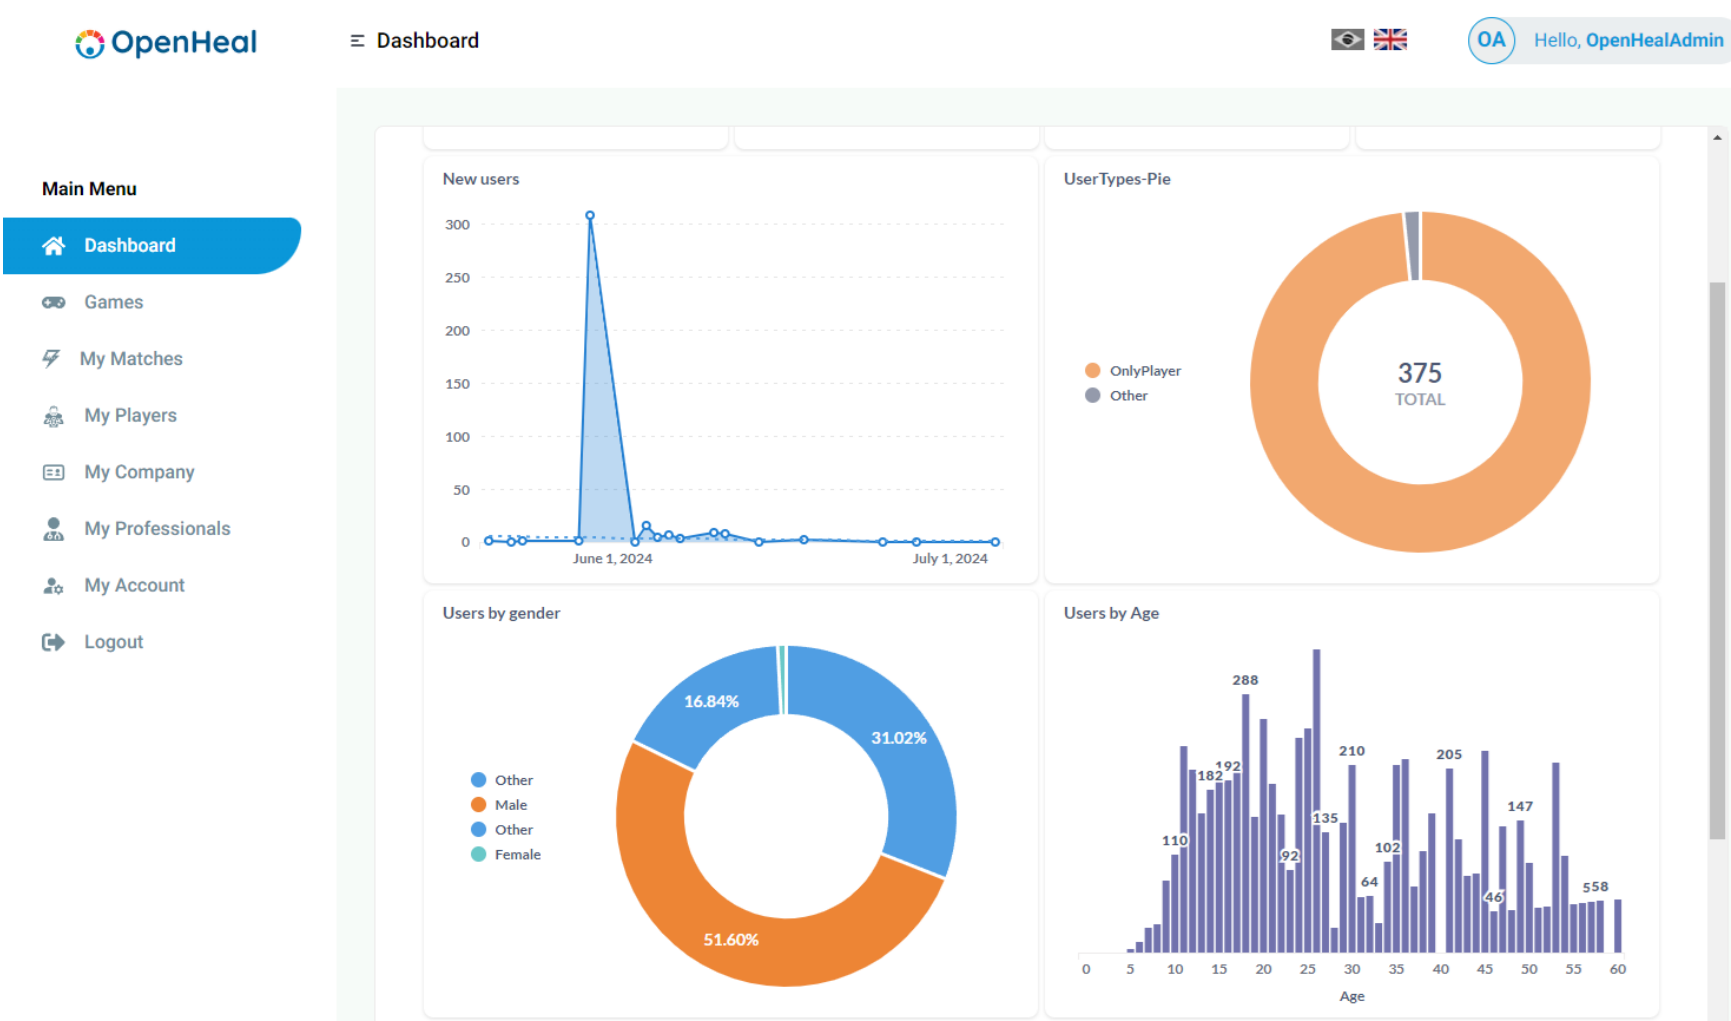 OpenHeal
Dashboard
OA
Hello, OpenHealAdmin
Main Menu
Dashboard
Games
My Matches
My Players
My Company
My Professionals
My Account
Logout
New users
300
250
200
150
100
50
0
June 1, 2024
July 1, 2024
UserTypes-Pie
OnlyPlayer
Other
375
TOTAL
Users by gender
Other
Male
Other
Female
16.84%
31.02%
51.60%
Users by Age
288
210
205
192
182
147
135
110
102
92
64
46
558
0 5 10 15 20 25 30 35 40 45 50 55 60
Age